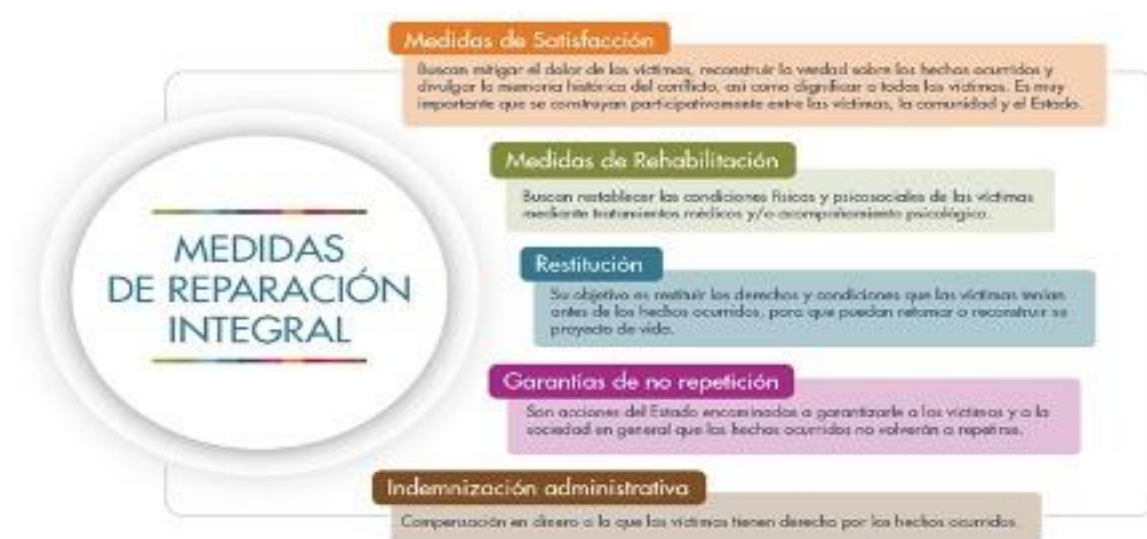 Medidas de Satisfacción
Buscan mitigar el dolor de las víctimas, reconstruir la verdad sobre los hechos ocurridos y
divulgar la memoria histórica del conflicto, así como dignificar a todas las víctimas. Es muy
importante que se construyan participativamente entre las víctimas, la comunidad y el Estado.
Medidas de Rehabilitación
Buscan restablecer las condiciones físicas y psicosociales de las víctimas
mediante tratamientos médicos y/o acompañamiento psicológico.
MEDIDAS
DE REPARACIÓN
INTEGRAL
Restitución
Su objetivo es restituir los derechos y condiciones que las víctimas tenían
antes de los hechos ocurridos, para que puedan retomar o reconstruir su
proyecto de vida.
Garantías de no repetición
Son acciones del Estado encaminadas a garantizarle a las víctimas y a la
sociedad en general que los hechos ocurridos no volverán a repetirse.
Indemnización administrativa
Compensación en dinero a la que las víctimas tienen derecho por los hechos ocurridos.